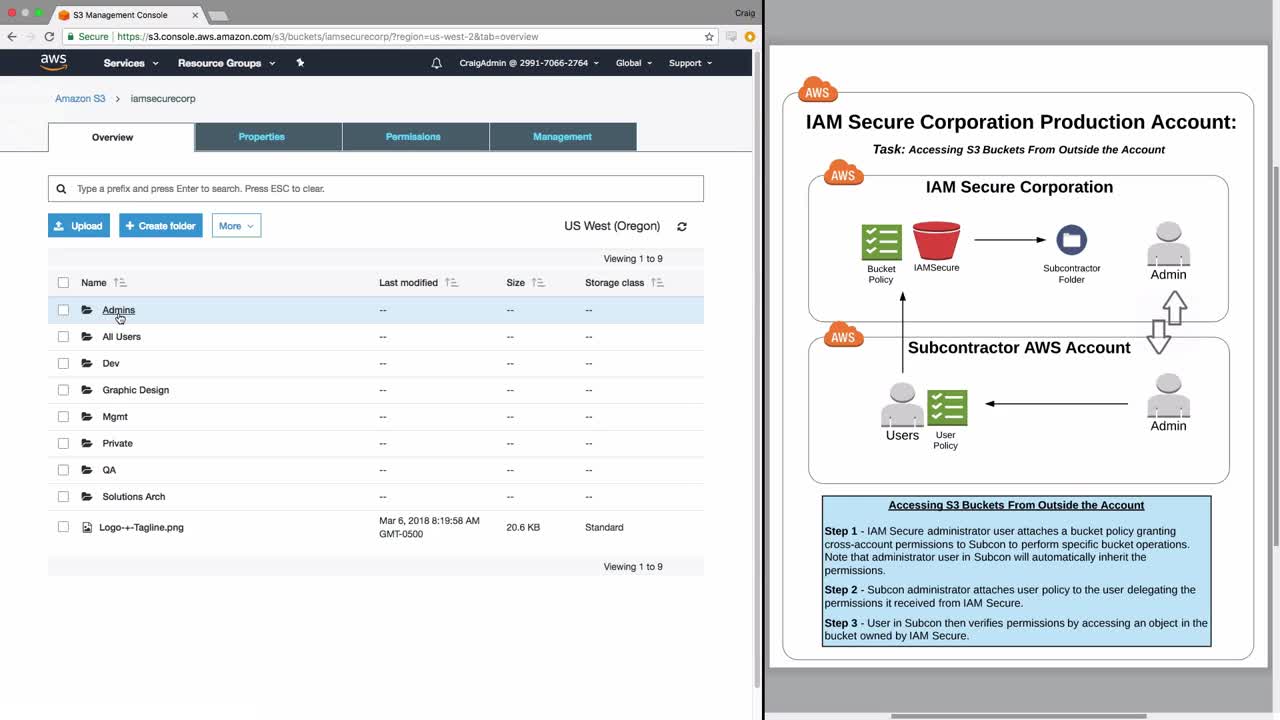 S3 Management Console
Craig
Secure | https://s3.console.aws.amazon.com/s3/buckets/iamsecurecorp/?region=us-west-2&tab=overview
aws
Services
Resource Groups
CraigAdmin @ 2991-7066-2764
Global
Support
Amazon S3 > iamsecurecorp
Overview
Properties
Permissions
Management
Type a prefix and press Enter to search. Press ESC to clear.
Upload
+ Create folder
More
US West (Oregon)
Viewing 1 to 9
Name
Last modified
Size
Storage class
Admins -- -- --
All Users -- -- --
Dev -- -- --
Graphic Design -- -- --
Mgmt -- -- --
Private -- -- --
QA -- -- --
Solutions Arch -- -- --
Logo-+-Tagline.png
Mar 6, 2018 8:19:58 AM
GMT-0500
20.6 KB
Standard
Viewing 1 to 9
AWS
IAM Secure Corporation Production Account:
Task: Accessing S3 Buckets From Outside the Account
AWS
IAM Secure Corporation
Bucket
Policy
IAMSecure
Subcontractor
Folder
Admin
AWS
Subcontractor AWS Account
Users
User
Policy
Admin
Accessing S3 Buckets From Outside the Account
Step 1 - IAM Secure administrator user attaches a bucket policy granting
cross-account permissions to Subcon to perform specific bucket operations.
Note that administrator user in Subcon will automatically inherit the
permissions.
Step 2 - Subcon administrator attaches user policy to the user delegating the
permissions it received from IAM Secure.
Step 3 - User in Subcon then verifies permissions by accessing an object in the
bucket owned by IAM Secure.